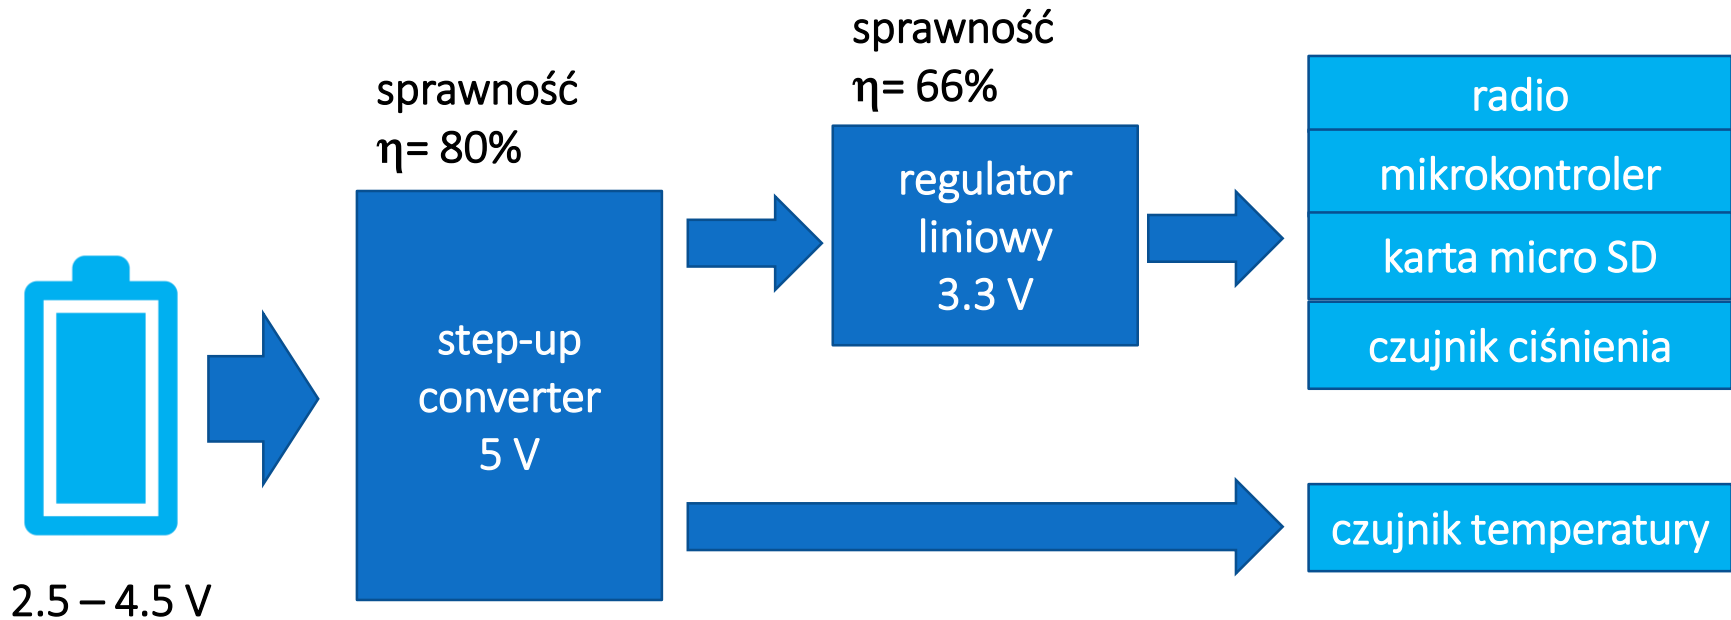 sprawność
η= 66%
sprawność
η= 80%
radio
regulator
liniowy
3.3 V
mikrokontroler
karta micro SD
step-up
converter
5 V
czujnik ciśnienia
czujnik temperatury
2.5 – 4.5 V